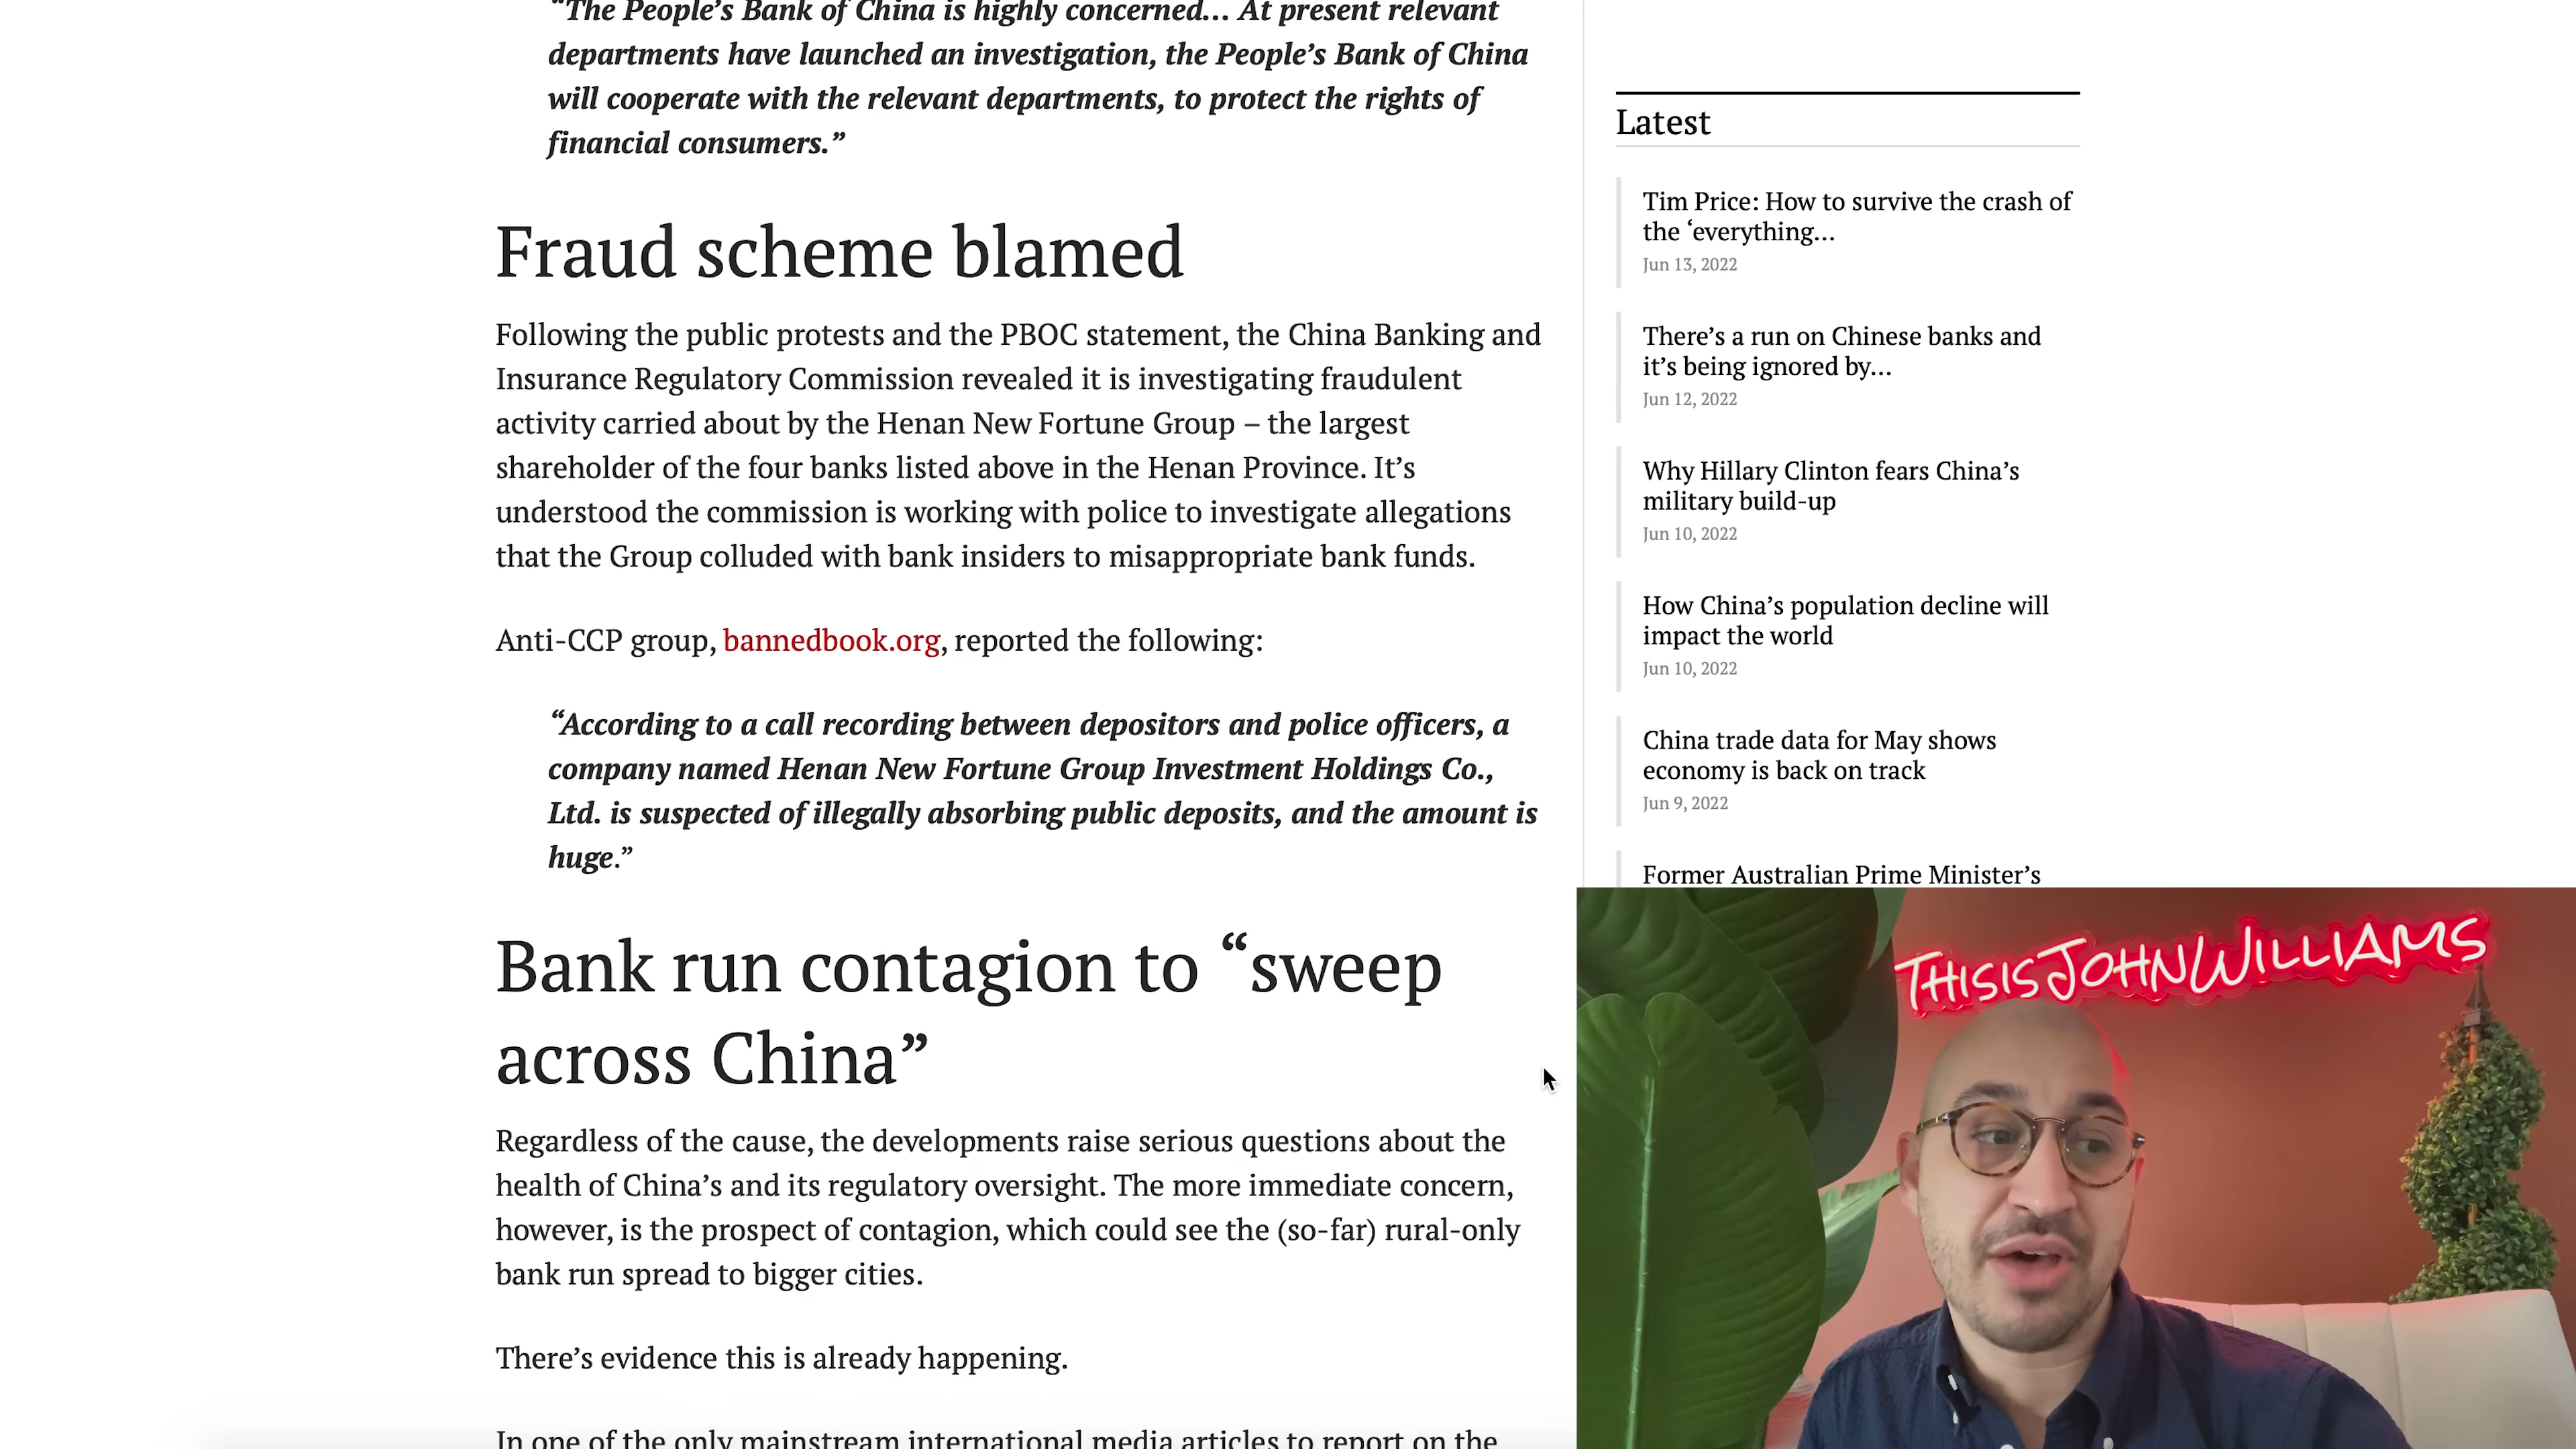 “The People’s Bank of China is highly concerned... At present relevant
departments have launched an investigation, the People’s Bank of China
will cooperate with the relevant departments, to protect the rights of
financial consumers.”
Fraud scheme blamed
Following the public protests and the PBOC statement, the China Banking and
Insurance Regulatory Commission revealed it is investigating fraudulent
activity carried about by the Henan New Fortune Group – the largest
shareholder of the four banks listed above in the Henan Province. It’s
understood the commission is working with police to investigate allegations
that the Group colluded with bank insiders to misappropriate bank funds.
Anti-CCP group, bannedbook.org, reported the following:
“According to a call recording between depositors and police officers, a
company named Henan New Fortune Group Investment Holdings Co.,
Ltd. is suspected of illegally absorbing public deposits, and the amount is
huge.”
Bank run contagion to “sweep
across China”
Regardless of the cause, the developments raise serious questions about the
health of China’s and its regulatory oversight. The more immediate concern,
however, is the prospect of contagion, which could see the (so-far) rural-only
bank run spread to bigger cities.
There’s evidence this is already happening.
In one of the only mainstream international media articles to report on the
Latest
Tim Price: How to survive the crash of
the ‘everything...
Jun 13, 2022
There’s a run on Chinese banks and
it’s being ignored by...
Jun 12, 2022
Why Hillary Clinton fears China’s
military build-up
Jun 10, 2022
How China’s population decline will
impact the world
Jun 10, 2022
China trade data for May shows
economy is back on track
Jun 9, 2022
Former Australian Prime Minister’s
THISISJOHNWILLIAMS